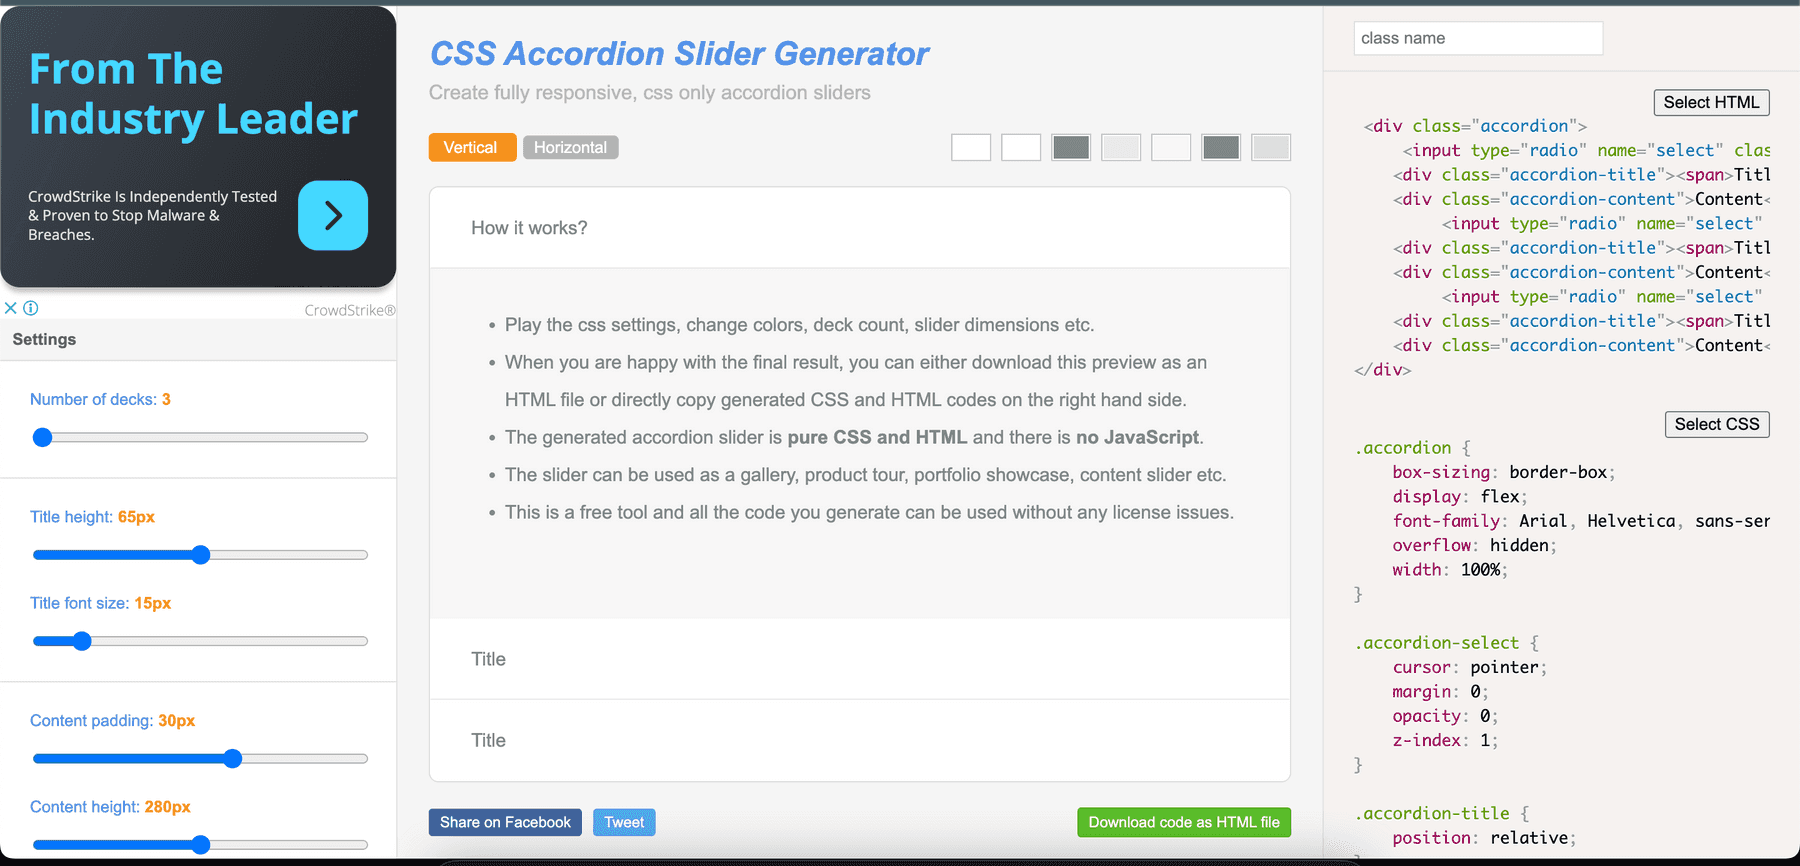 From The
Industry Leader
CrowdStrike Is Independently Tested
& Proven to Stop Malware &
Breaches.
CrowdStrike®
Settings
Number of decks: 3
Title height: 65px
Title font size: 15px
Content padding: 30px
Content height: 280px
CSS Accordion Slider Generator
Create fully responsive, css only accordion sliders
Vertical
Horizontal
How it works?
• Play the css settings, change colors, deck count, slider dimensions etc.
• When you are happy with the final result, you can either download this preview as an
HTML file or directly copy generated CSS and HTML codes on the right hand side.
• The generated accordion slider is pure CSS and HTML and there is no JavaScript.
• The slider can be used as a gallery, product tour, portfolio showcase, content slider etc.
• This is a free tool and all the code you generate can be used without any license issues.
Title
Title
Share on Facebook
Tweet
Download code as HTML file
class name
Select HTML
<div class="accordion">
<input type="radio" name="select" clas
<div class="accordion-title"><span>Titl
<div class="accordion-content">Content<
<input type="radio" name="select"
<div class="accordion-title"><span>Titl
<div class="accordion-content">Content<
<input type="radio" name="select"
<div class="accordion-title"><span>Titl
<div class="accordion-content">Content<
</div>
Select CSS
.accordion {
box-sizing: border-box;
display: flex;
font-family: Arial, Helvetica, sans-ser
overflow: hidden;
width: 100%;
}
.accordion-select {
cursor: pointer;
margin: 0;
opacity: 0;
z-index: 1;
}
.accordion-title {
position: relative;